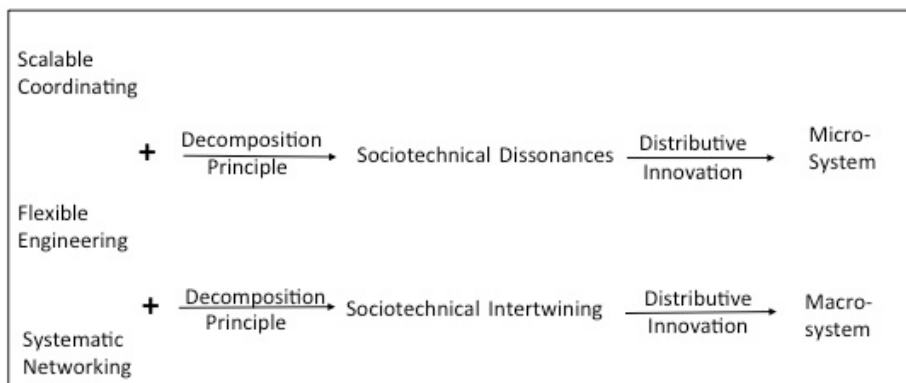 Scalable
Coordinating
+
Decomposition
Principle
Sociotechnical Dissonances
Distributive
Innovation
Micro-
System
Flexible
Engineering
+
Decomposition
Principle
Sociotechnical Intertwining
Distributive
Innovation
Macro-
system
Systematic
Networking